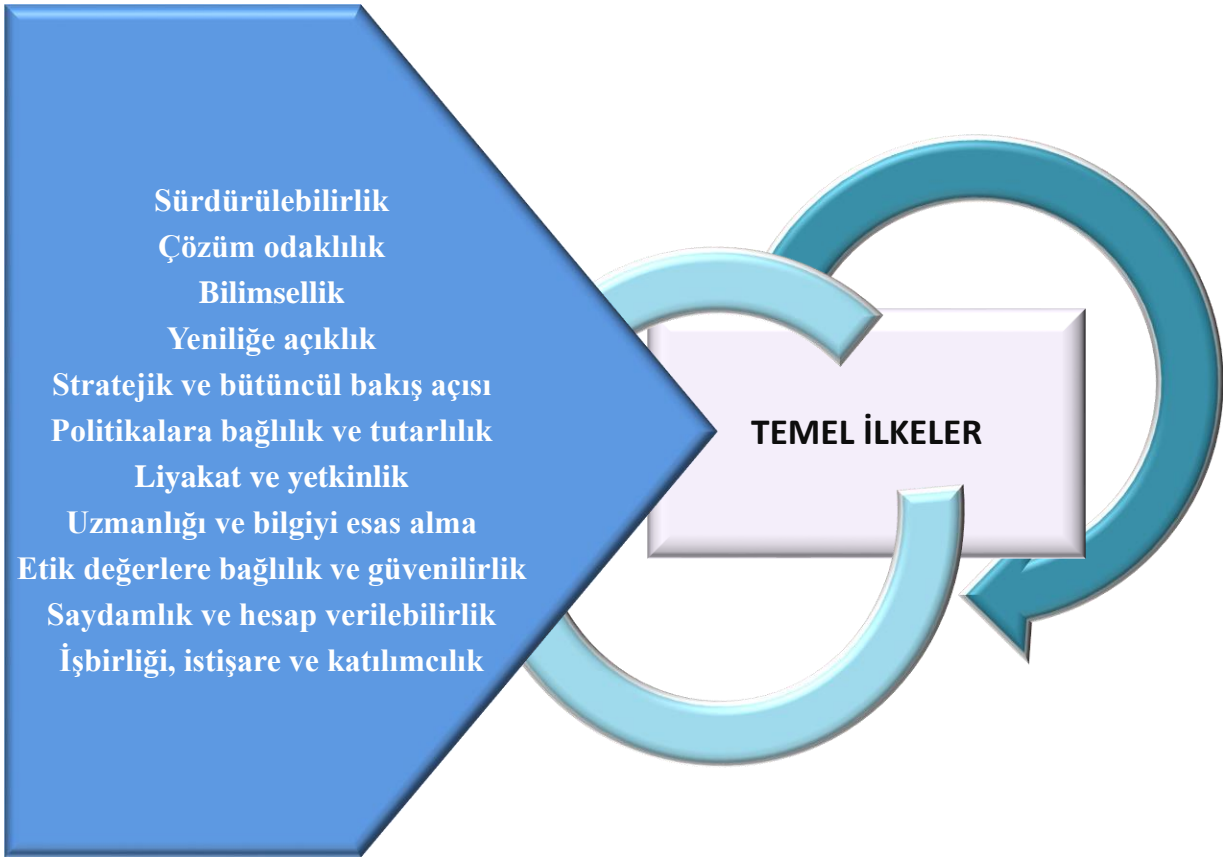 Sürdürülebilirlik
Çözüm odaklılık
Bilimsellik
Yeniliğe açıklık
Stratejik ve bütüncül bakış açısı
Politikalara bağlılık ve tutarlılık
Liyakat ve yetkinlik
Uzmanlığı ve bilgiyi esas alma
Etik değerlere bağlılık ve güvenilirlik
Saydamlık ve hesap verilebilirlik
İşbirliği, istişare ve katılımcılık
TEMEL İLKELER